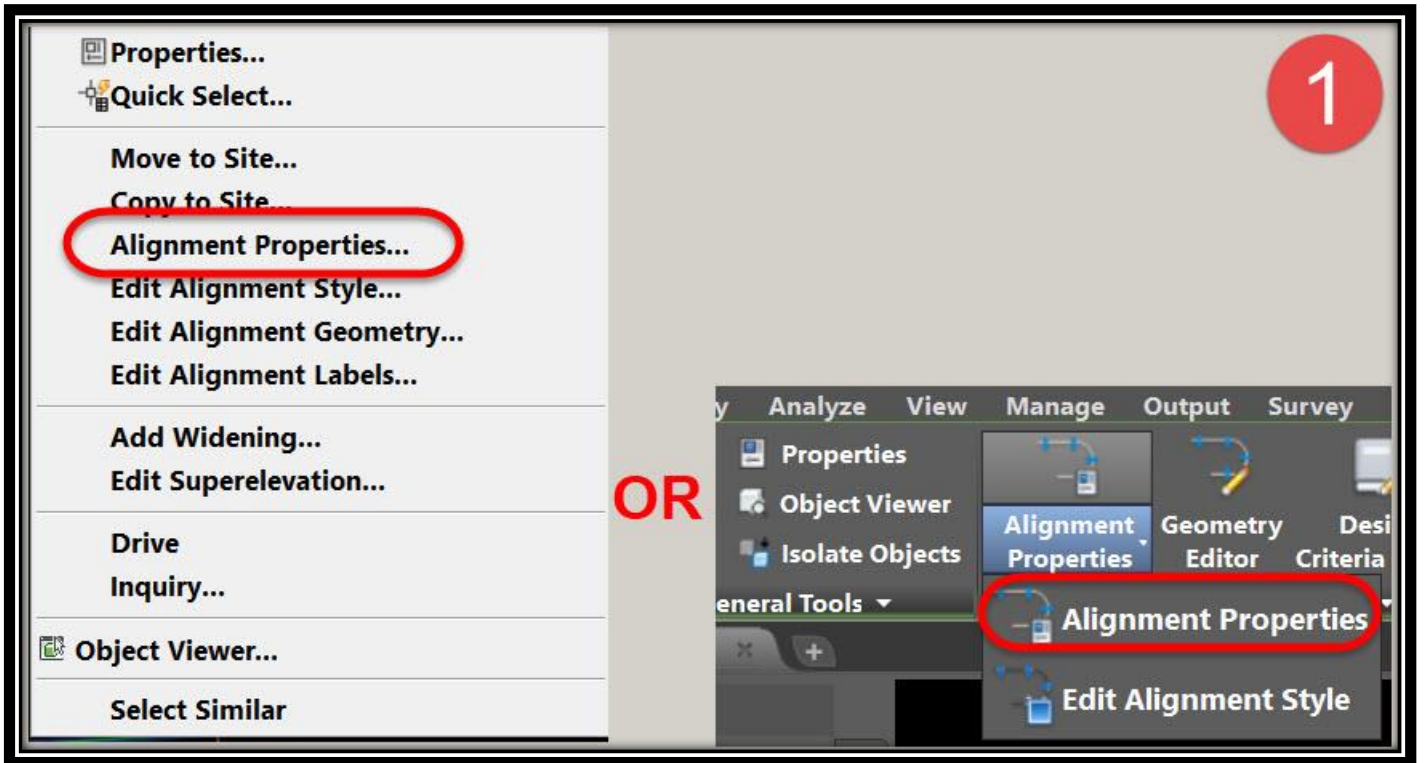 Properties...
Quick Select...
Move to Site...
Copy to Site...
Alignment Properties...
Edit Alignment Style...
Edit Alignment Geometry...
Edit Alignment Labels...
Add Widening...
Edit Superelevation...
Drive
Inquiry...
Object Viewer...
Select Similar
OR
1
y Analyze View Manage Output Survey
Properties
Object Viewer
Isolate Objects
eneral Tools
Alignment
Properties
Geometry
Editor
Desi
Criteria
Alignment Properties
Edit Alignment Style